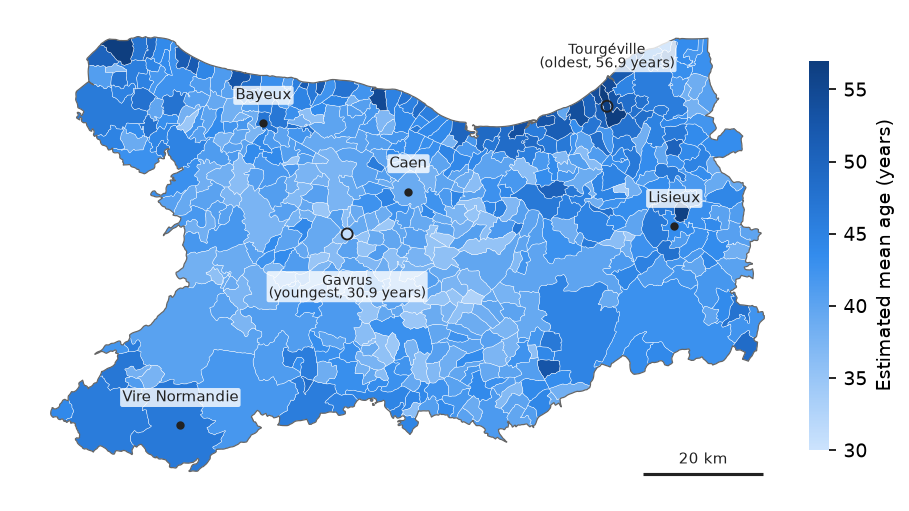 Tourgéville
(oldest, 56.9 years)
Bayeux
Caen
Lisieux
Gavrus
(youngest, 30.9 years)
Vire Normandie
20 km
55
50
45
40
35
30
Estimated mean age (years)